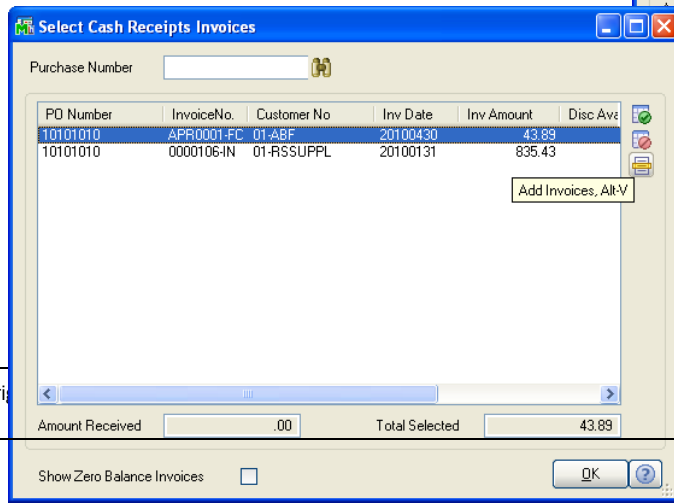 Select Cash Receipts Invoices
Purchase Number
PO Number InvoiceNo. Customer No Inv Date Inv Amount Disc Ava
10101010 APR0001-FC 01-ABF 20100430 43.89
10101010 0000106-IN 01-RSSUPPL 20100131 835.43
Add Invoices, Alt-V
Amount Received .00 Total Selected 43.89
Show Zero Balance Invoices OK ?